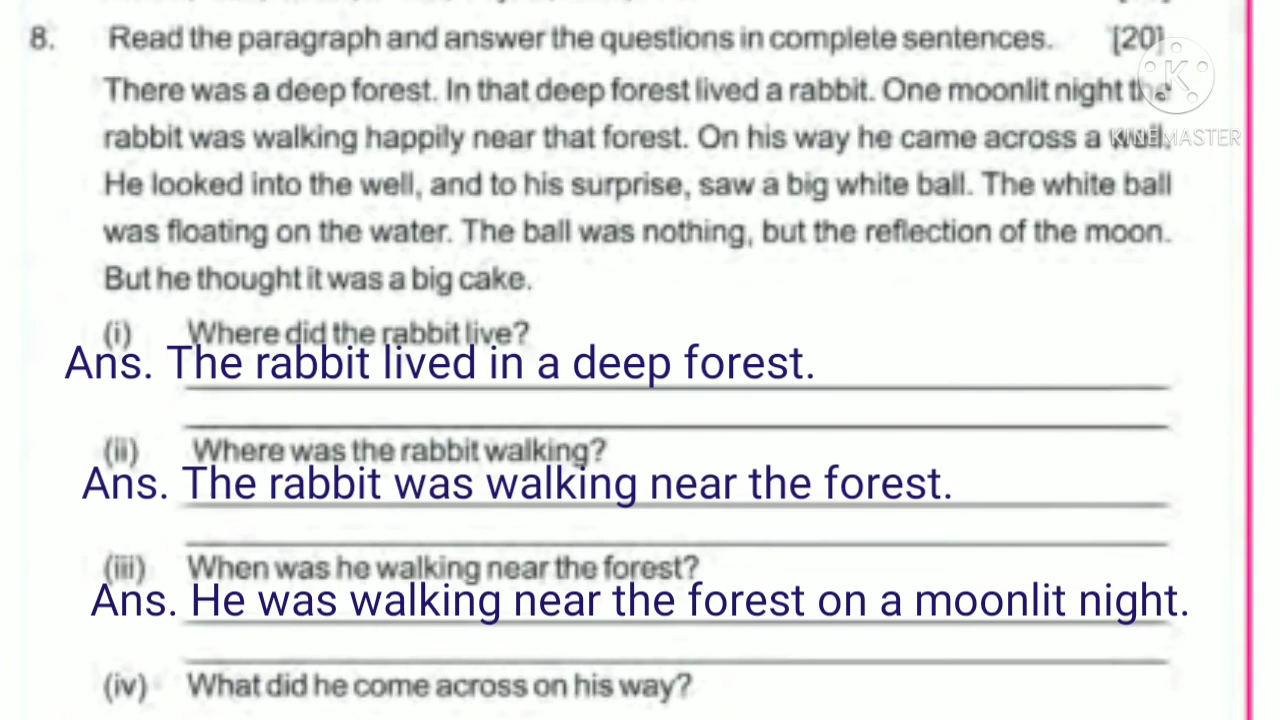 8. Read the paragraph and answer the questions in complete sentences. [20]
There was a deep forest. In that deep forest lived a rabbit. One moonlit night the
rabbit was walking happily near that forest. On his way he came across a well.
KINEMASTER
He looked into the well, and to his surprise, saw a big white ball. The white ball
was floating on the water. The ball was nothing, but the reflection of the moon.
But he thought it was a big cake.
(i) Where did the rabbit live?
Ans. The rabbit lived in a deep forest.
(ii) Where was the rabbit walking?
Ans. The rabbit was walking near the forest.
(iii) When was he walking near the forest?
Ans. He was walking near the forest on a moonlit night.
(iv) What did he come across on his way?